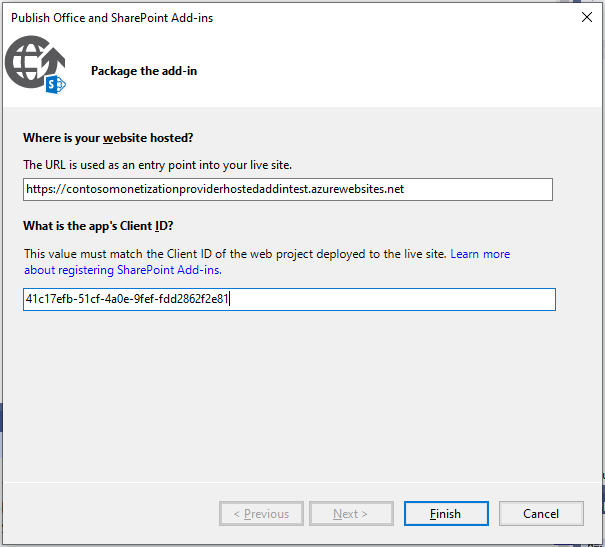 Publish Office and SharePoint Add-ins
Package the add-in
Where is your website hosted?
The URL is used as an entry point into your live site.
https://contosomonetizationproviderhostedaddintest.azurewebsites.net
What is the app's Client ID?
This value must match the Client ID of the web project deployed to the live site. Learn more
about registering SharePoint Add-ins.
41c17efb-51cf-4a0e-9fef-fdd2862f2e81
< Previous Next > Finish Cancel